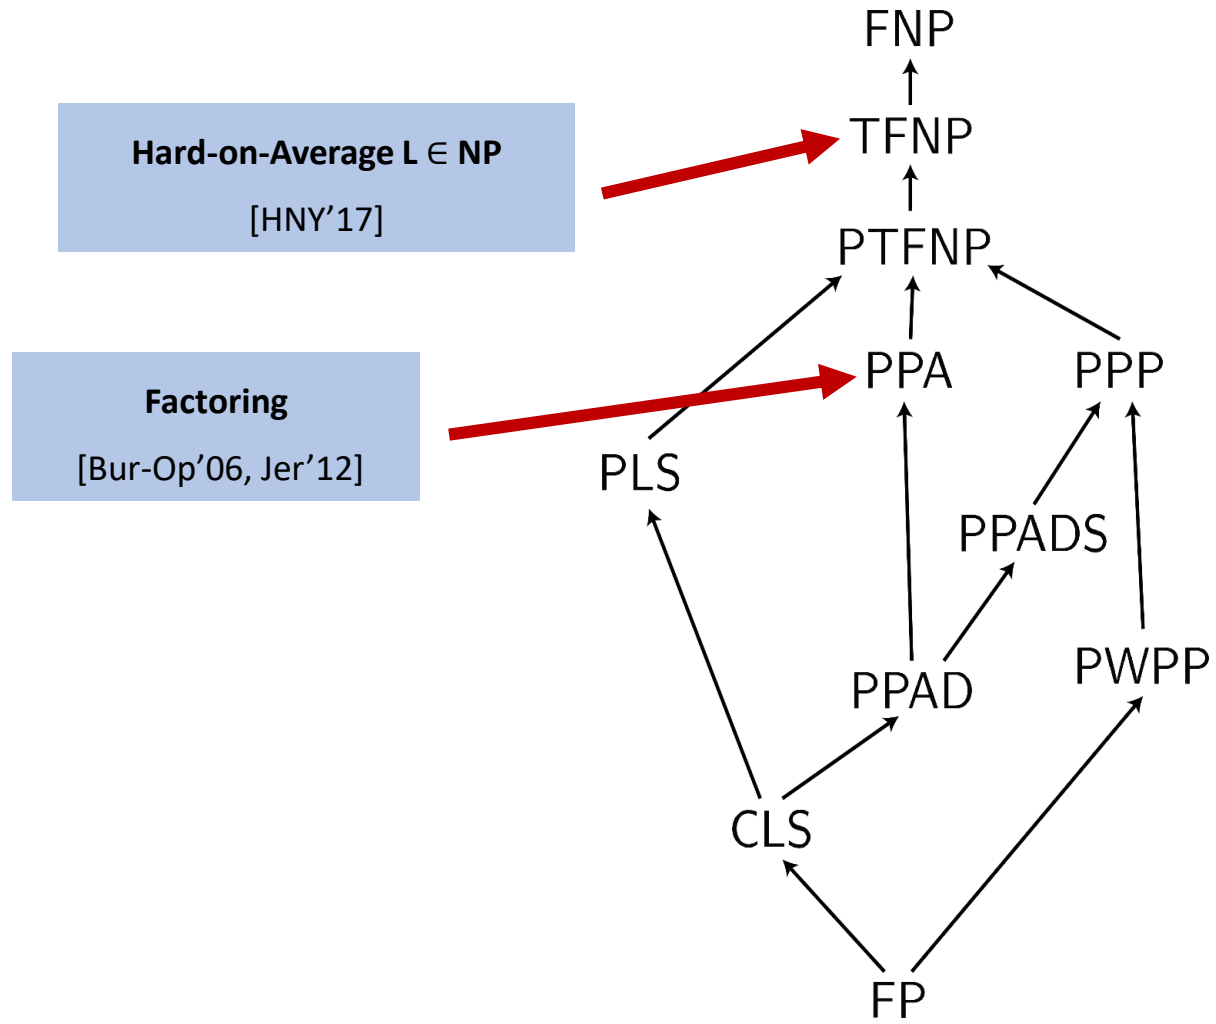 FNP
Hard-on-Average L ∈ NP
[HNY’17]
TFNP
PTFNP
Factoring
[Bur-Op’06, Jer’12]
PPA
PPP
PLS
PPADS
PPAD
PWPP
CLS
FP